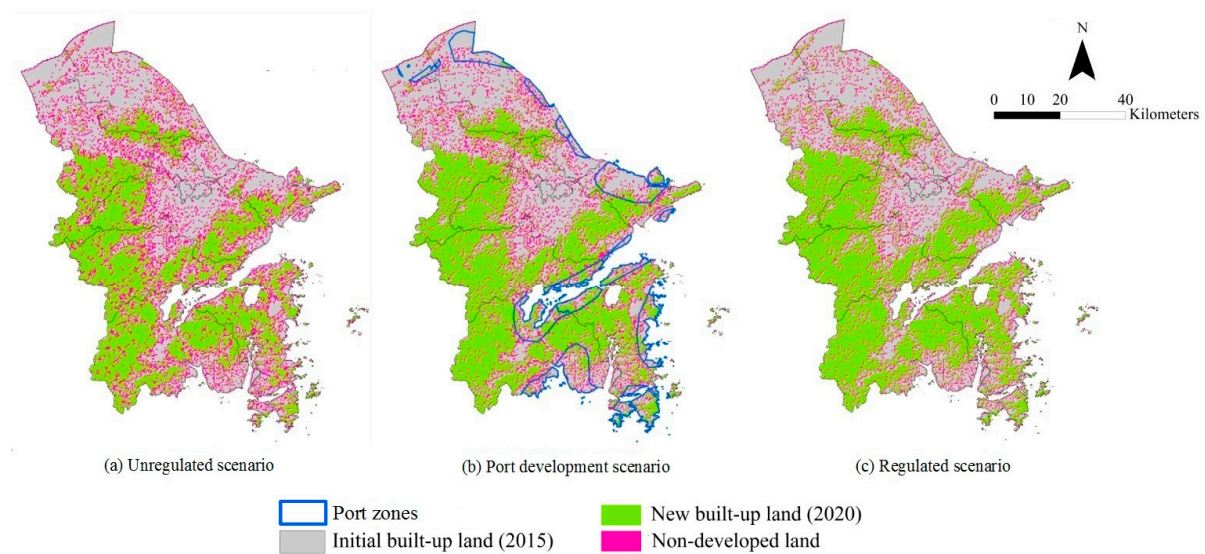 N
0 10 20 40
Kilometers
(a) Unregulated scenario
(b) Port development scenario
(c) Regulated scenario
Port zones
New built-up land (2020)
Initial built-up land (2015)
Non-developed land